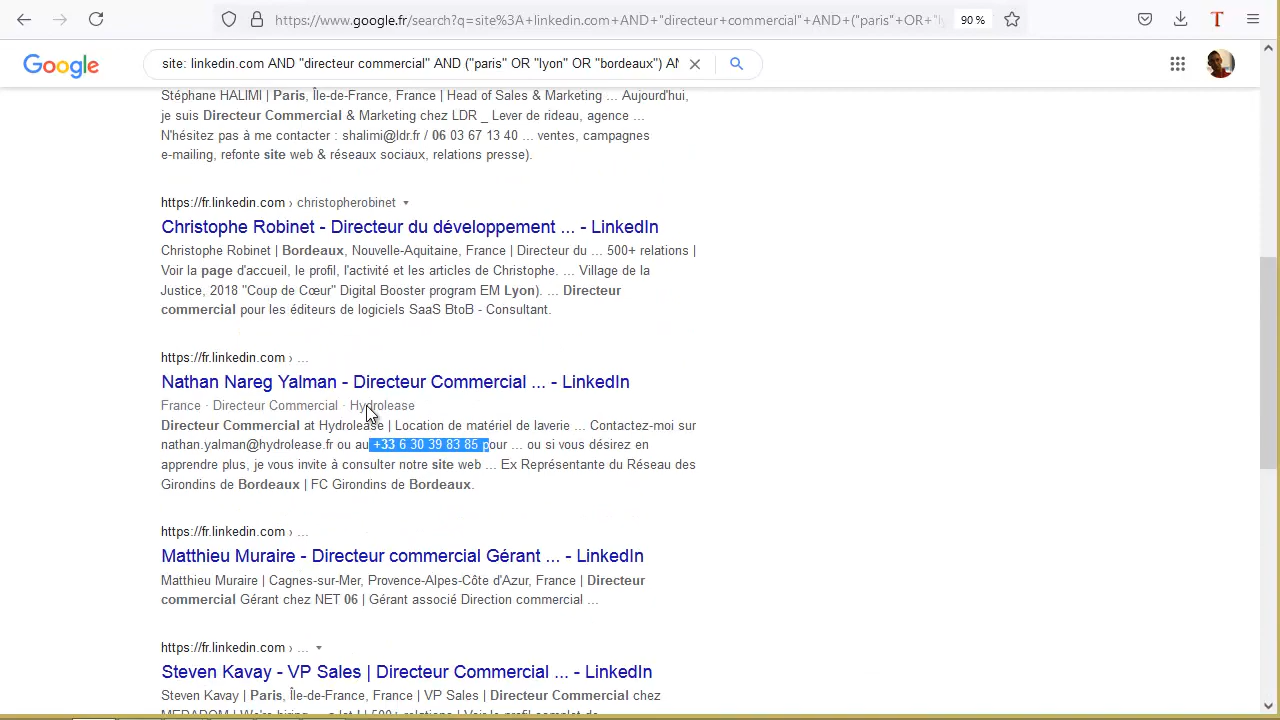 https://www.google.fr/search?q=site%3A+linkedin.com+AND+"directeur+commercial"+AND+("paris"+OR+"l
90 %
T
Google
site: linkedin.com AND "directeur commercial" AND ("paris" OR "lyon" OR "bordeaux") AN
Stéphane HALIMI | Paris, Île-de-France, France | Head of Sales & Marketing ... Aujourd'hui,
je suis Directeur Commercial & Marketing chez LDR _ Lever de rideau, agence ...
N'hésitez pas à me contacter : shalimi@ldr.fr / 06 03 67 13 40 ... ventes, campagnes
e-mailing, refonte site web & réseaux sociaux, relations presse).
https://fr.linkedin.com › christopherobinet
Christophe Robinet - Directeur du développement ... - LinkedIn
Christophe Robinet | Bordeaux, Nouvelle-Aquitaine, France | Directeur du ... 500+ relations |
Voir la page d'accueil, le profil, l'activité et les articles de Christophe. ... Village de la
Justice, 2018 "Coup de Cœur" Digital Booster program EM Lyon). ... Directeur
commercial pour les éditeurs de logiciels SaaS BtoB - Consultant.
https://fr.linkedin.com › ...
Nathan Nareg Yalman - Directeur Commercial ... - LinkedIn
France · Directeur Commercial · Hydrolease
Directeur Commercial at Hydrolease | Location de matériel de laverie ... Contactez-moi sur
nathan.yalman@hydrolease.fr ou au +33 6 30 39 83 85 pour ... ou si vous désirez en
apprendre plus, je vous invite à consulter notre site web ... Ex Représentante du Réseau des
Girondins de Bordeaux | FC Girondins de Bordeaux.
https://fr.linkedin.com › ...
Matthieu Muraire - Directeur commercial Gérant ... - LinkedIn
Matthieu Muraire | Cagnes-sur-Mer, Provence-Alpes-Côte d'Azur, France | Directeur
commercial Gérant chez NET 06 | Gérant associé Direction commercial ...
https://fr.linkedin.com › ...
Steven Kavay - VP Sales | Directeur Commercial ... - LinkedIn
Steven Kavay | Paris, Île-de-France, France | VP Sales | Directeur Commercial chez